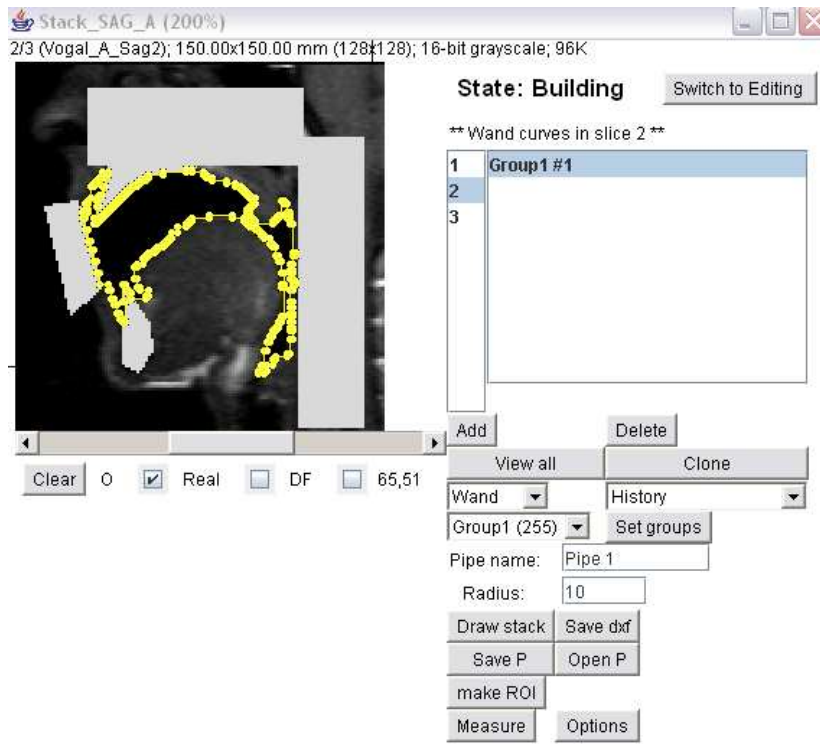 Stack_SAG_A (200%)
2/3 (Vogal_A_Sag2); 150.00x150.00 mm (128x128); 16-bit grayscale; 96K
State: Building
Switch to Editing
** Wand curves in slice 2 **
1
Group1 #1
2
3
Add
Delete
View all
Clone
Clear
O
Real
DF
65,51
Wand
History
Group1 (255)
Set groups
Pipe name:
Pipe 1
Radius:
10
Draw stack
Save dxf
Save P
Open P
make ROI
Measure
Options